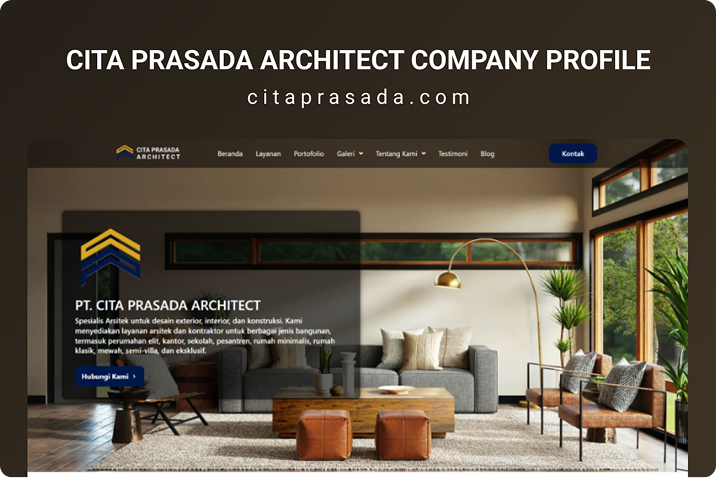 CITA PRASADA ARCHITECT COMPANY PROFILE
citaprasada.com
CITA PRASADA
ARCHITECT
Beranda Layanan Portofolio Galeri Tentang Kami Testimoni Blog Kontak
PT. CITA PRASADA ARCHITECT
Spesialis Arsitek untuk desain exterior, interior, dan konstruksi. Kami
menyediakan layanan arsitek dan kontraktor untuk berbagai jenis bangunan,
termasuk perumahan elit, kantor, sekolah, pesantren, rumah minimalis, rumah
klasik, mewah, semi-villa, dan eksklusif.
Hubungi Kami